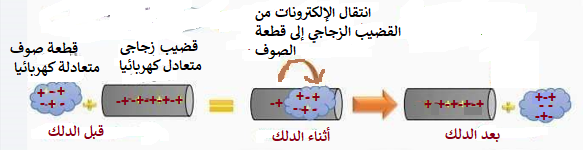 انتقال الإلكترونات من
القضيب الزجاجي إلى قطعة
الصوف
قضيب زجاجى
متعادل كهربائيا
قطعة صوف
متعادلة كهربائيا
قبل الدلك
أثناء الدلك
بعد الدلك